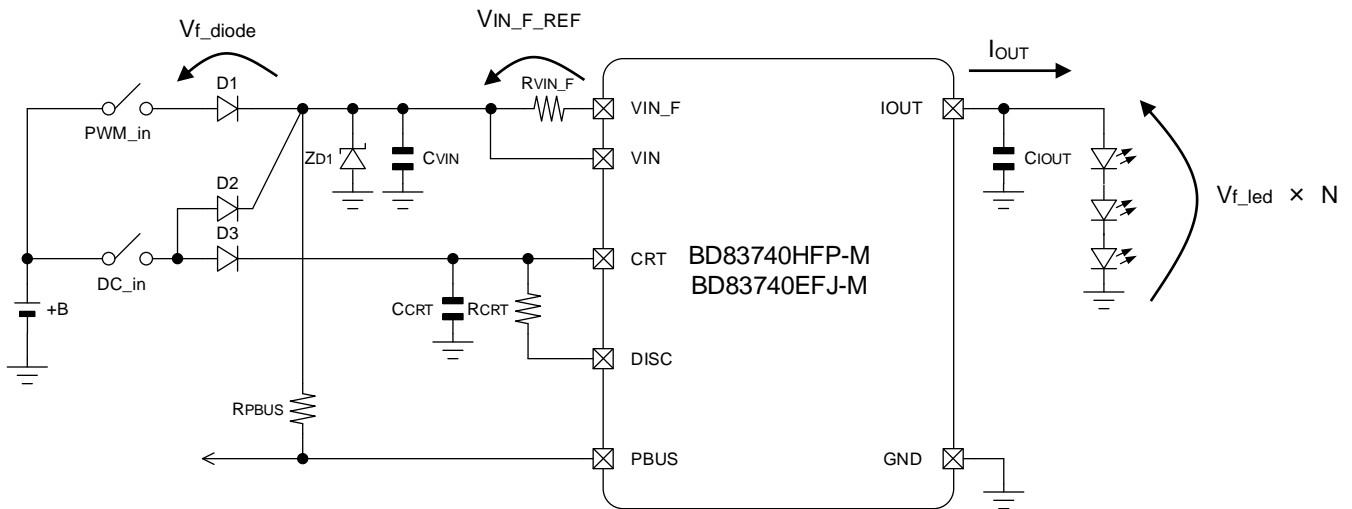 Vf_diode
VIN_F_REF
IOUT
D1
RVIN_F
PWM_in
VIN_F
IOUT
ZD1
CVIN
VIN
CIOUT
D2
Vf_led × N
D3
DC_in
CRT
BD83740HFP-M
BD83740EFJ-M
+B
CCRT
RCRT
DISC
RPBUS
PBUS
GND